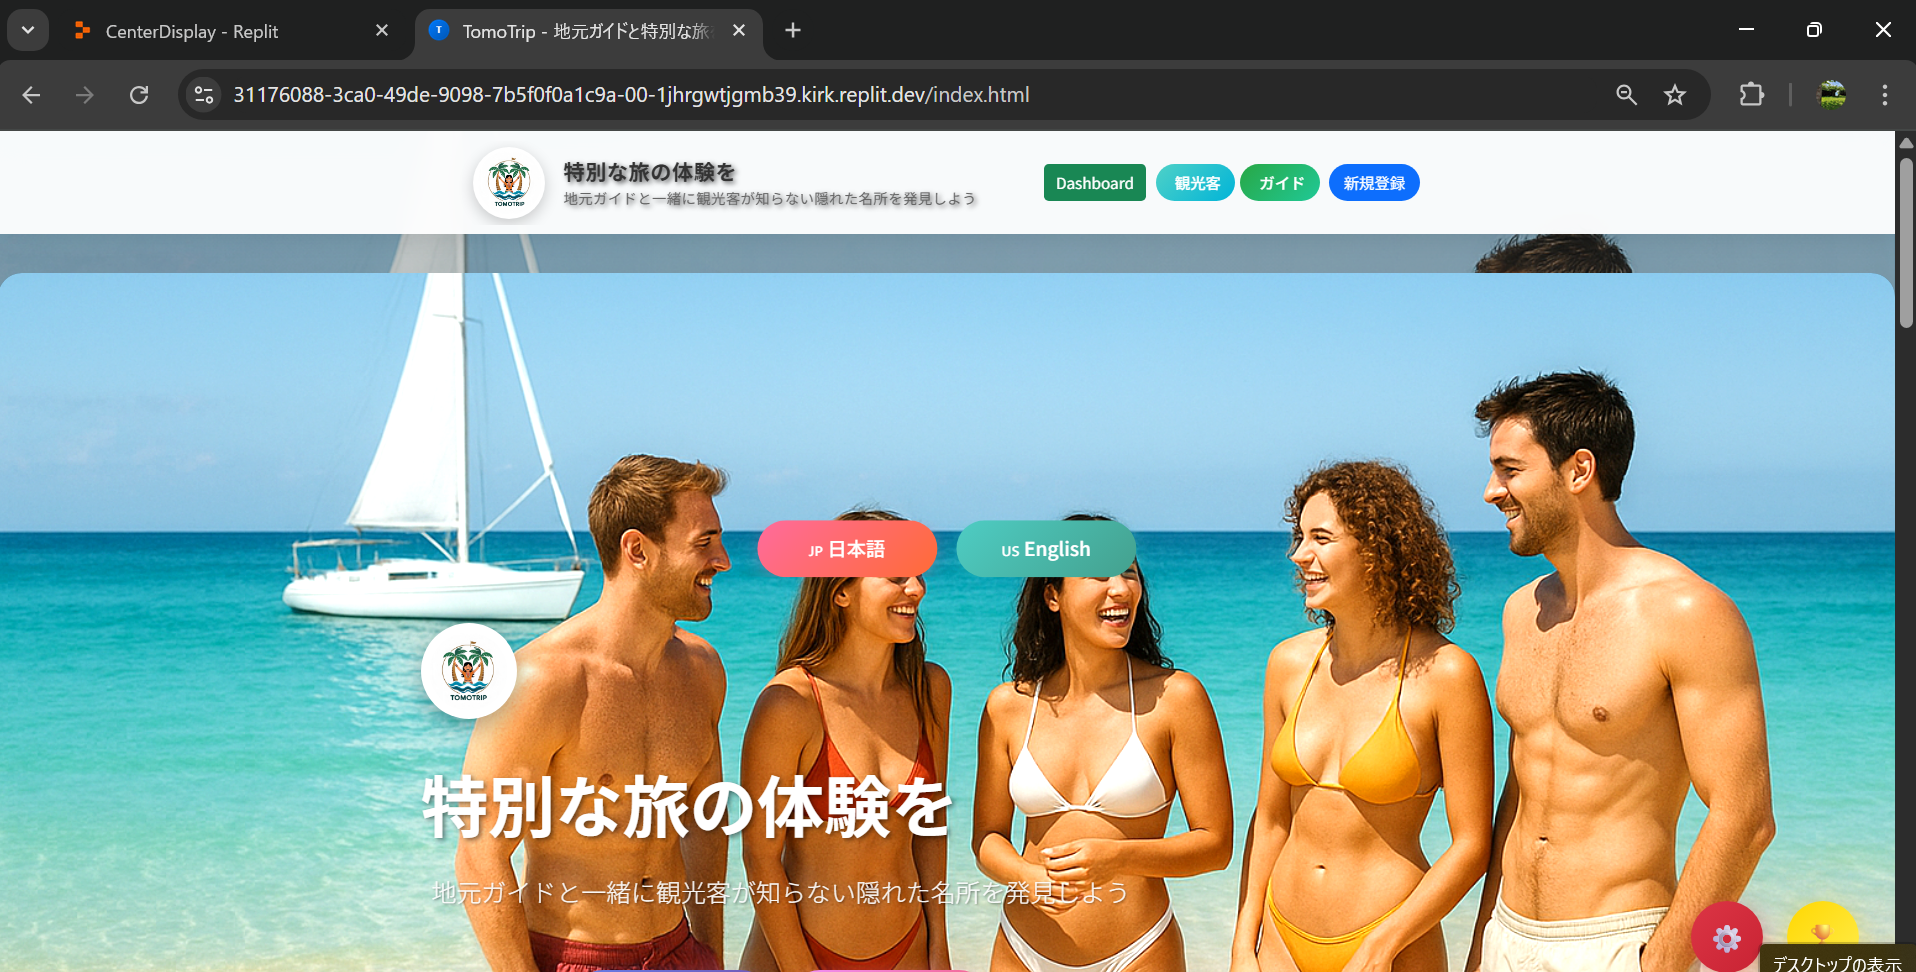 CenterDisplay - Replit
TomoTrip - 地元ガイドと特別な旅
31176088-3ca0-49de-9098-7b5f0f0a1c9a-00-1jhrgwtjgmb39.kirk.replit.dev/index.html
TOMOTRIP
特別な旅の体験を
地元ガイドと一緒に観光客が知らない隠れた名所を発見しよう
Dashboard
観光客
ガイド
新規登録
JP 日本語
US English
TOMOTRIP
特別な旅の体験を
地元ガイドと一緒に観光客が知らない隠れた名所を発見しよう
デスクトップの表示